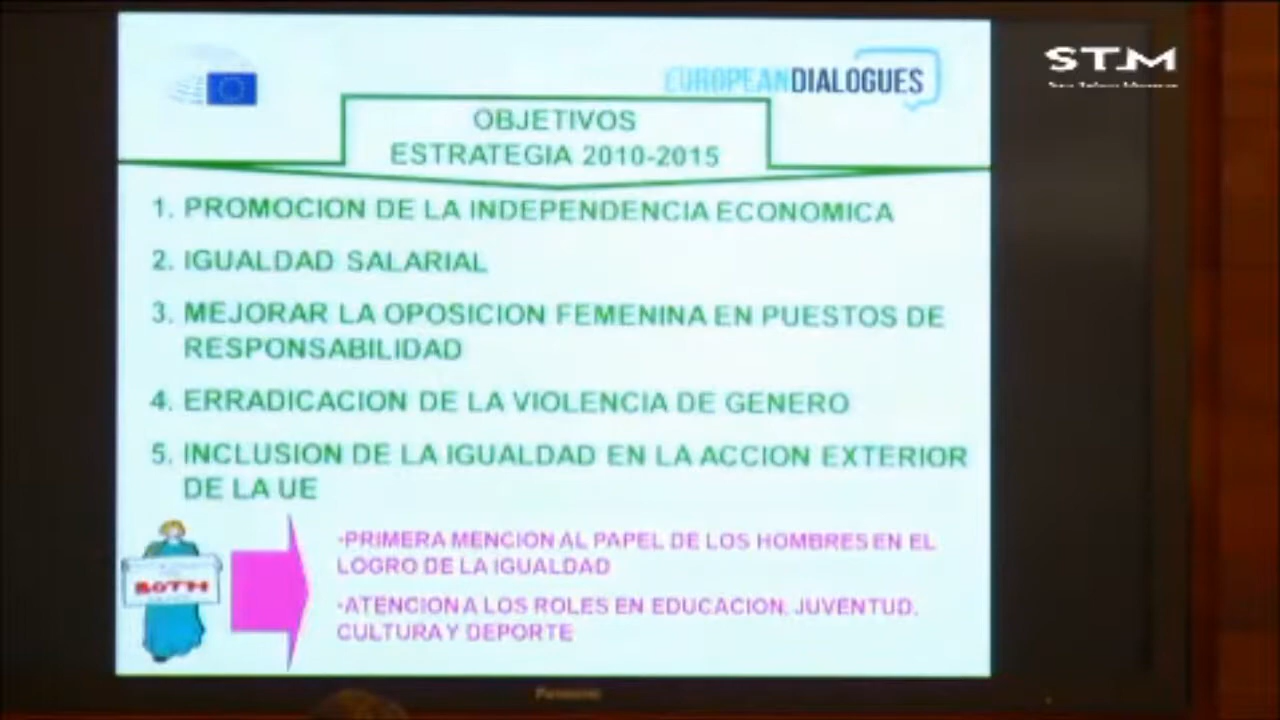 STM
EUROPEANDIALOGUES
OBJETIVOS
ESTRATEGIA 2010-2015
1. PROMOCION DE LA INDEPENDENCIA ECONOMICA
2. IGUALDAD SALARIAL
3. MEJORAR LA OPOSICION FEMENINA EN PUESTOS DE
RESPONSABILIDAD
4. ERRADICACION DE LA VIOLENCIA DE GENERO
5. INCLUSION DE LA IGUALDAD EN LA ACCION EXTERIOR
DE LA UE
-PRIMERA MENCION AL PAPEL DE LOS HOMBRES EN EL
LOGRO DE LA IGUALDAD
-ATENCION A LOS ROLES EN EDUCACION, JUVENTUD,
CULTURA Y DEPORTE
Panasonic